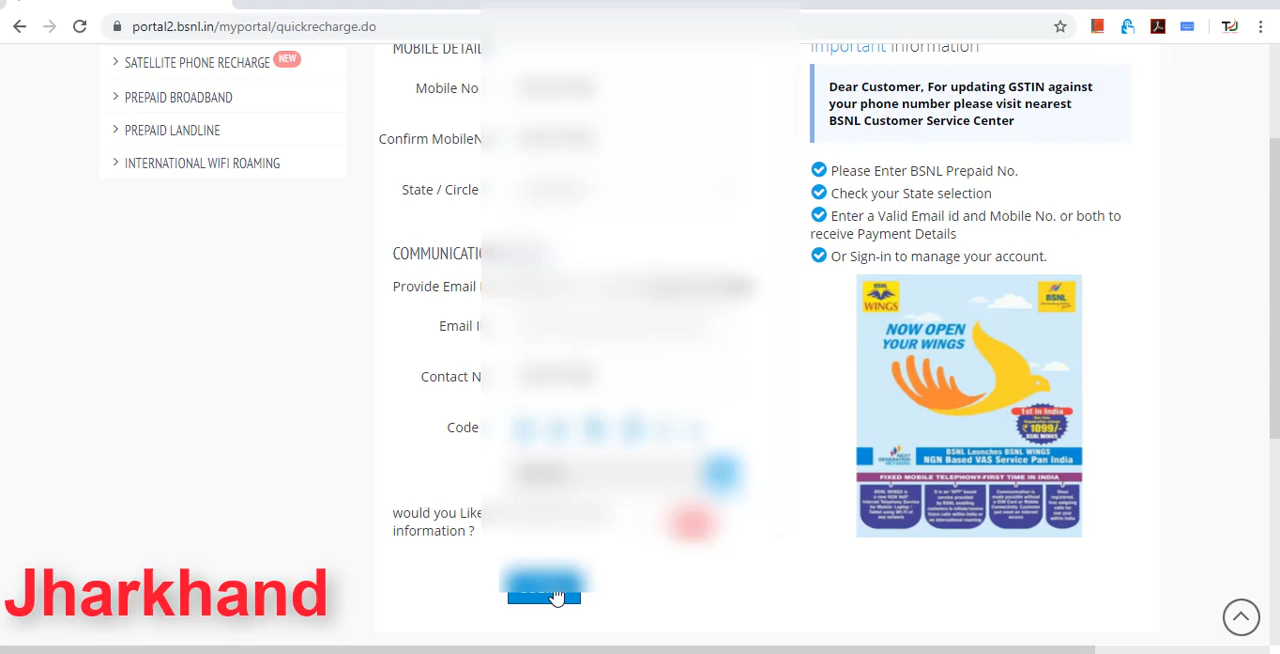 portal2.bsnl.in/myportal/quickrecharge.do
SATELLITE PHONE RECHARGE NEW
PREPAID BROADBAND
PREPAID LANDLINE
INTERNATIONAL WIFI ROAMING
MOBILE
Mobile No
Confirm MobileN
State / Circle
COMMUNICATIO
Provide Email
Email I
Contact N
Code
would you Like
information ?
Important Information
Dear Customer, For updating GSTIN against
your phone number please visit nearest
BSNL Customer Service Center
Please Enter BSNL Prepaid No.
Check your State selection
Enter a Valid Email id and Mobile No. or both to
receive Payment Details
Or Sign-in to manage your account.
BSNL
WINGS
BSNL
NOW OPEN
YOUR WINGS
1st in India
₹ 1099/-
BSNL WINGS
BSNL Launches BSNL WINGS
NGN Based VAS Service Pan India
FIXED MOBILE TELEPHONY-FIRST TIME IN INDIA
Jharkhand